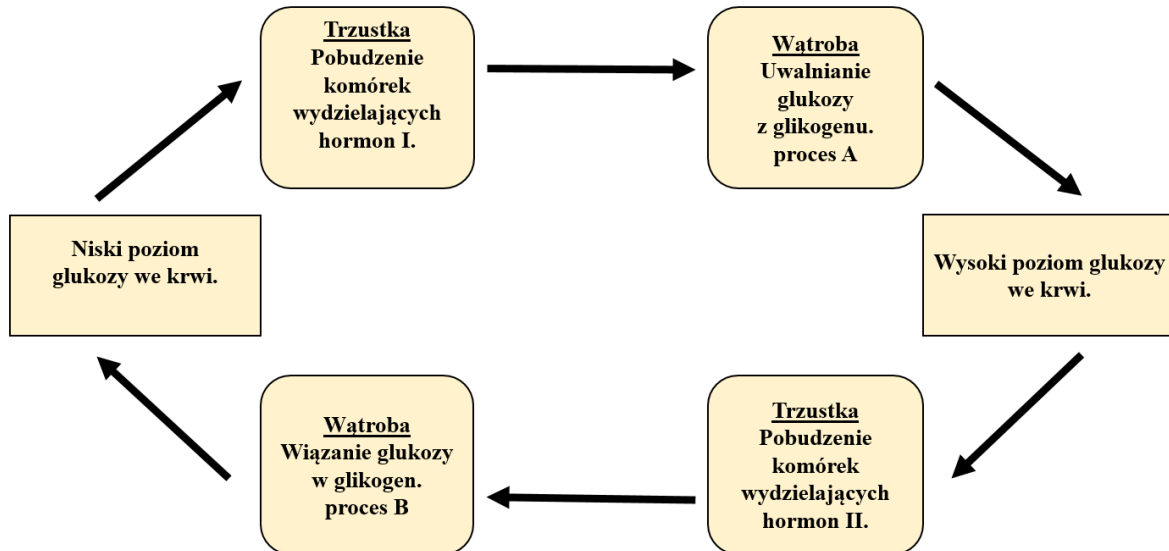 Trzustka
Pobudzenie
komórek
wydzielających
hormon I.
Wątroba
Uwalnianie
glukozy
z glikogenu.
proces A
Niski poziom
glukozy we krwi.
Wysoki poziom glukozy
we krwi.
Wątroba
Wiązanie glukozy
w glikogen.
proces B
Trzustka
Pobudzenie
komórek
wydzielających
hormon II.